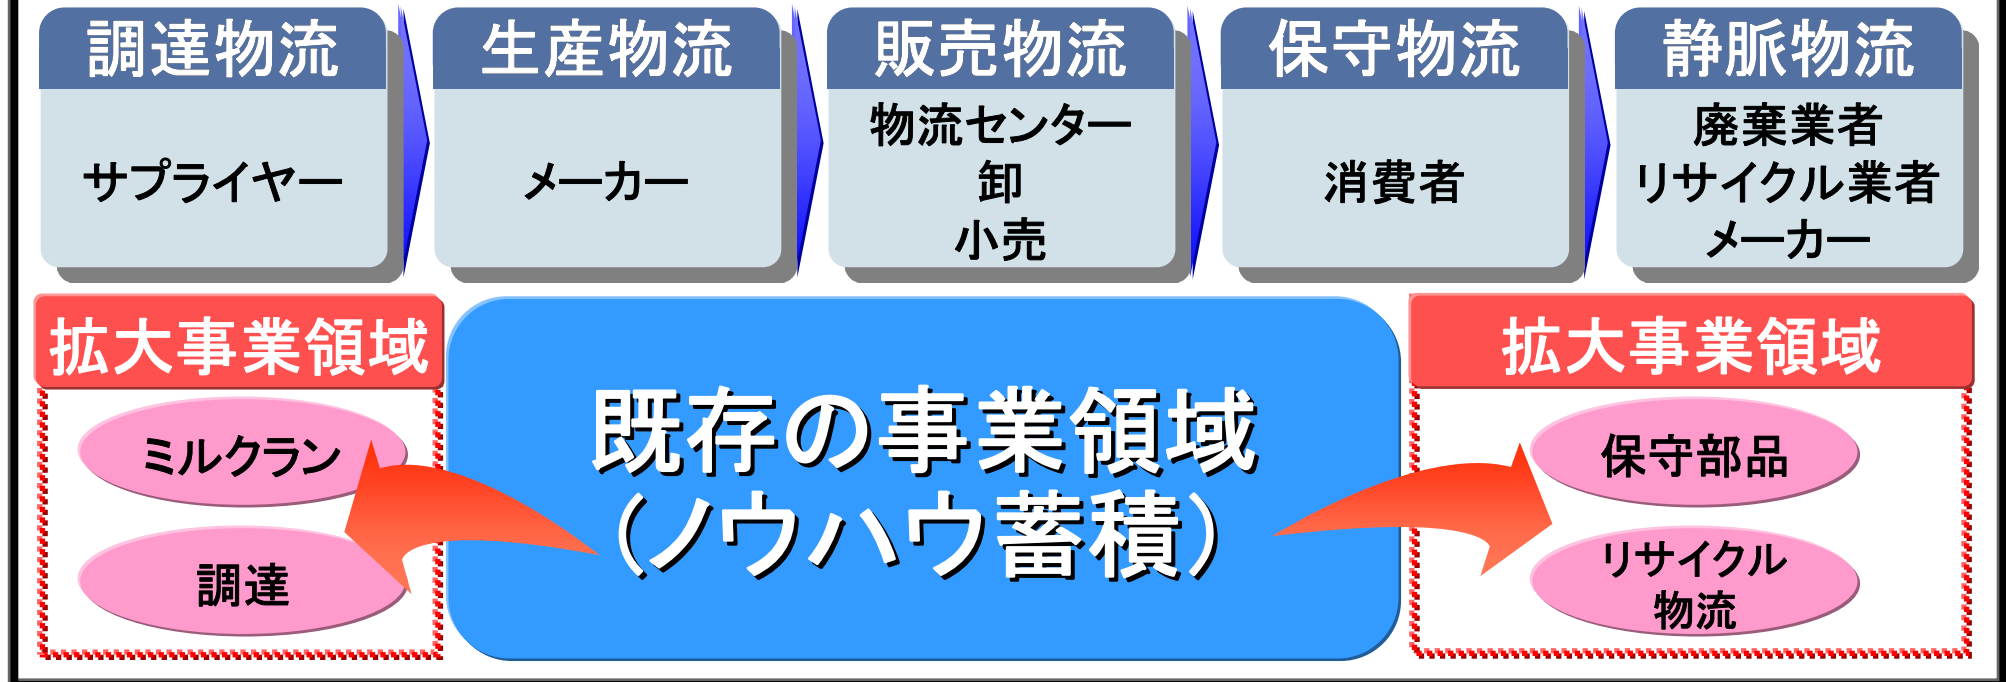 調達物流
サプライヤー
生産物流
メーカー
販売物流
物流センター
卸
小売
保守物流
消費者
静脈物流
廃棄業者
リサイクル業者
メーカー
拡大事業領域
ミルクラン
調達
既存の事業領域
（ノウハウ蓄積）
拡大事業領域
保守部品
リサイクル
物流